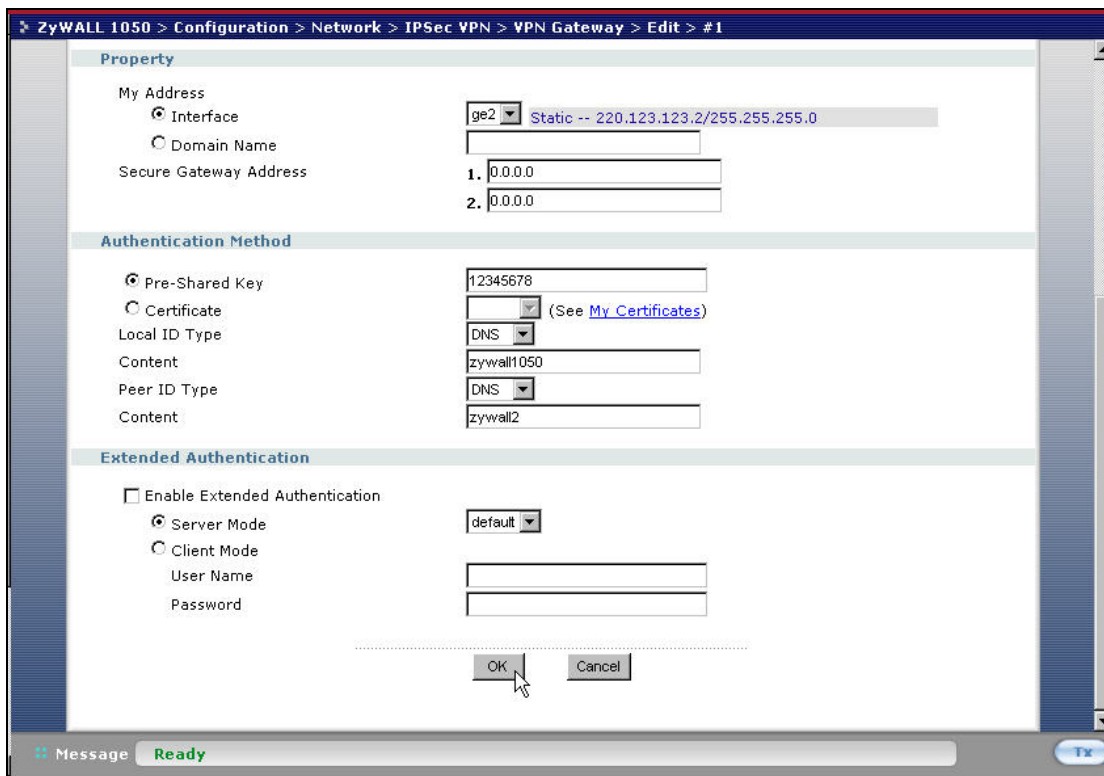 ZyWALL 1050 > Configuration > Network > IPSec VPN > VPN Gateway > Edit > #1
Property
My Address
Interface ge2 Static -- 220.123.123.2/255.255.255.0
Domain Name
Secure Gateway Address 1. 0.0.0.0
2. 0.0.0.0
Authentication Method
Pre-Shared Key 12345678
Certificate (See My Certificates)
Local ID Type DNS
Content zywall1050
Peer ID Type DNS
Content zywall2
Extended Authentication
Enable Extended Authentication
Server Mode default
Client Mode
User Name
Password
OK Cancel
Message Ready Tx